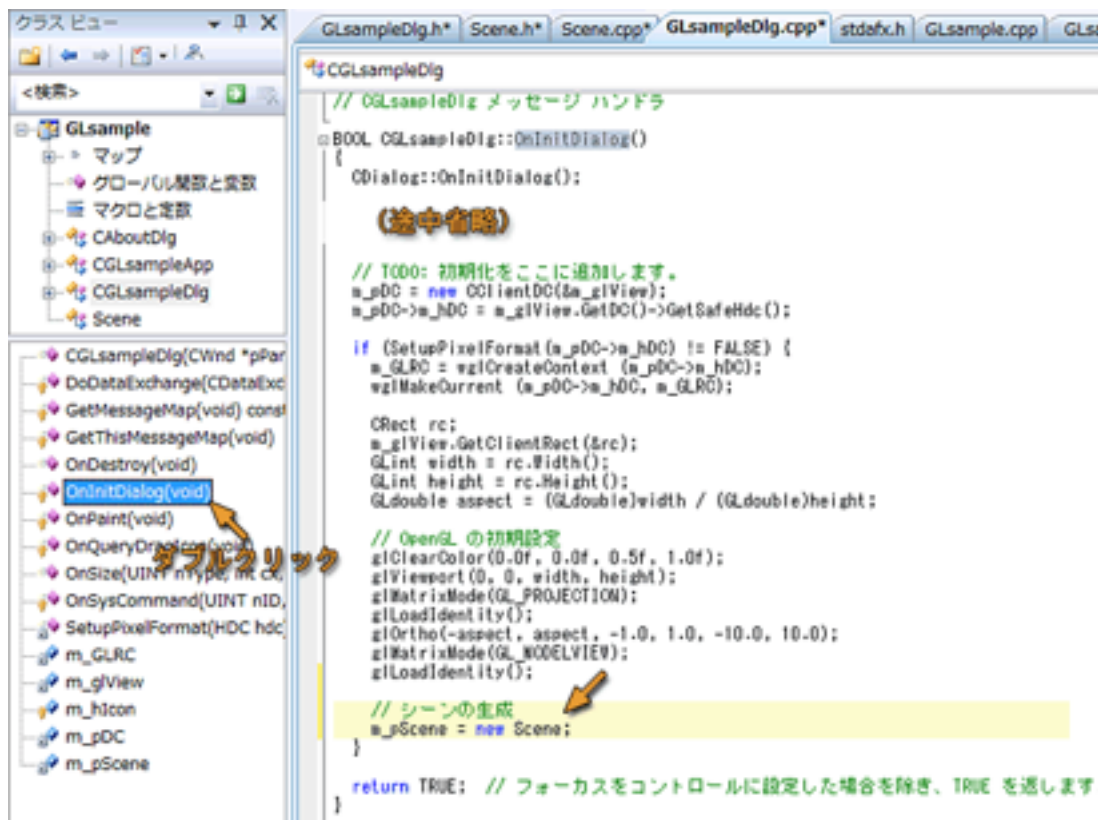 クラス ビュー
<検索>
GLsample
マップ
グローバル関数と変数
マクロと定数
CAboutDlg
CGLsampleApp
CGLsampleDlg
Scene
CGLsampleDlg(CWnd *pPar
DoDataExchange(CDataExc
GetMessageMap(void) const
GetThisMessageMap(void)
OnDestroy(void)
OnInitDialog(void)
OnPaint(void)
OnQueryDragIcon(void)
ダブルクリック
OnSize(UINT nType, int cx,
OnSysCommand(UINT nID,
SetupPixelFormat(HDC hdc)
m_GLRC
m_glView
m_hIcon
m_pDC
m_pScene
GLsampleDlg.h* Scene.h* Scene.cpp* GLsampleDlg.cpp* stdafx.h GLsample.cpp GLsa
CGLsampleDlg
// CGLsampleDlg メッセージ ハンドラ
BOOL CGLsampleDlg::OnInitDialog()
{
CDialog::OnInitDialog();
(途中省略)
// TODO: 初期化をここに追加します。
m_pDC = new CClientDC(&m_glView);
m_pDC->m_hDC = m_glView.GetDC()->GetSafeHdc();
if (SetupPixelFormat(m_pDC->m_hDC) != FALSE) {
m_GLRC = wglCreateContext (m_pDC->m_hDC);
wglMakeCurrent (m_pDC->m_hDC, m_GLRC);
CRect rc;
m_glView.GetClientRect(&rc);
GLint width = rc.Width();
GLint height = rc.Height();
GLdouble aspect = (GLdouble)width / (GLdouble)height;
// OpenGL の初期設定
glClearColor(0.0f, 0.0f, 0.5f, 1.0f);
glViewport(0, 0, width, height);
glMatrixMode(GL_PROJECTION);
glLoadIdentity();
glOrtho(-aspect, aspect, -1.0, 1.0, -10.0, 10.0);
glMatrixMode(GL_MODELVIEW);
glLoadIdentity();
// シーンの生成
m_pScene = new Scene;
}
return TRUE; // フォーカスをコントロールに設定した場合を除き、TRUE を返します
}